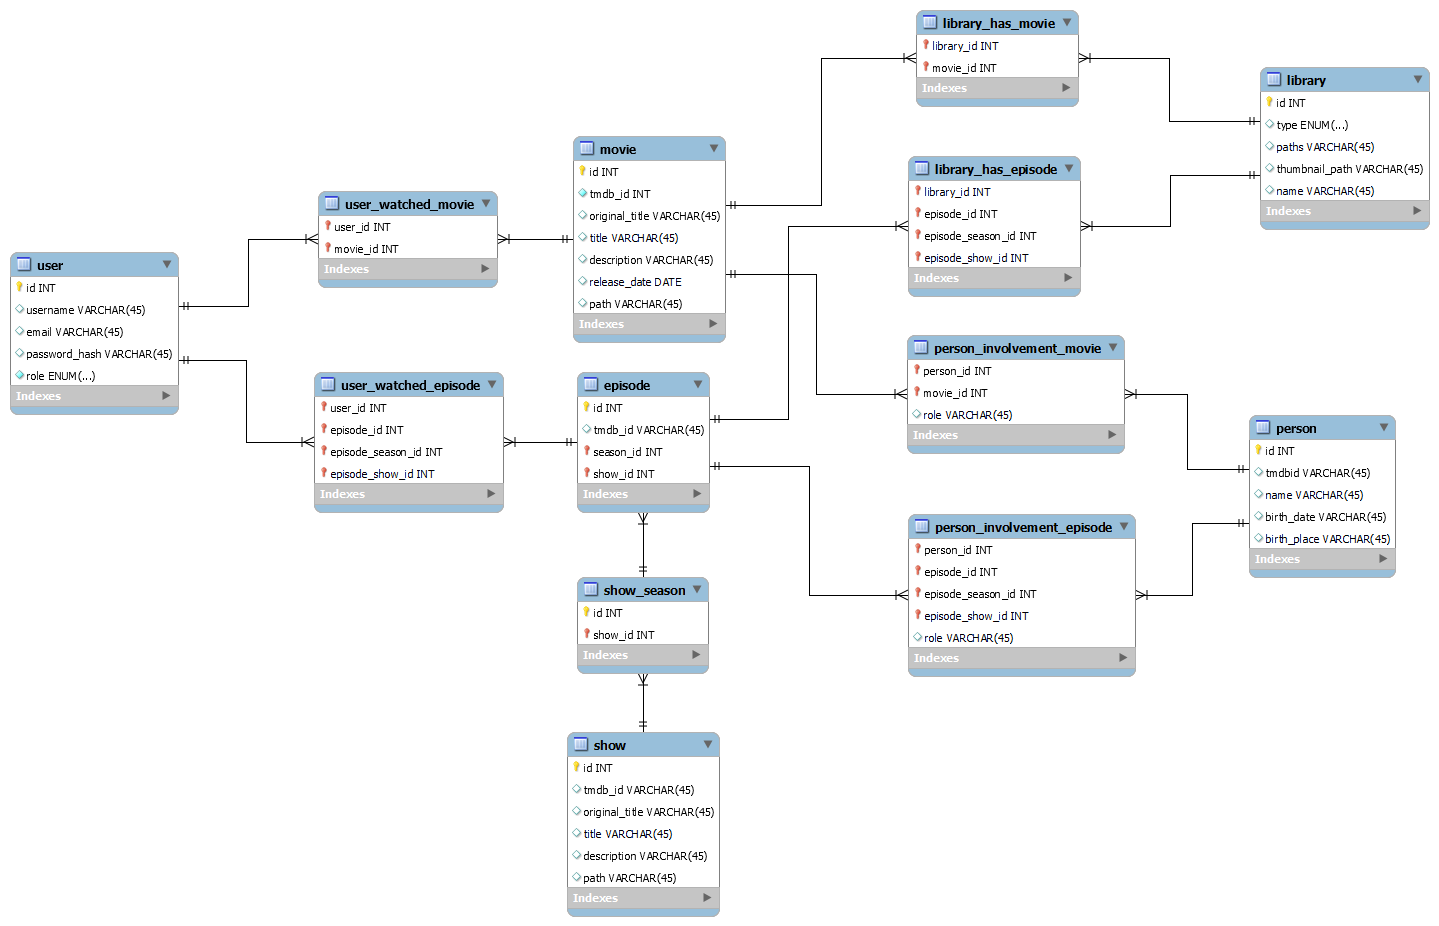 library_has_movie
library_id INT
movie_id INT
Indexes
library
id INT
type ENUM(...)
paths VARCHAR(45)
thumbnail_path VARCHAR(45)
name VARCHAR(45)
Indexes
movie
id INT
tmdb_id INT
original_title VARCHAR(45)
title VARCHAR(45)
description VARCHAR(45)
release_date DATE
path VARCHAR(45)
Indexes
library_has_episode
library_id INT
episode_id INT
episode_season_id INT
episode_show_id INT
Indexes
user_watched_movie
user_id INT
movie_id INT
Indexes
user
id INT
username VARCHAR(45)
email VARCHAR(45)
password_hash VARCHAR(45)
role ENUM(...)
Indexes
person_involvement_movie
person_id INT
movie_id INT
role VARCHAR(45)
Indexes
user_watched_episode
user_id INT
episode_id INT
episode_season_id INT
episode_show_id INT
Indexes
episode
id INT
tmdb_id VARCHAR(45)
season_id INT
show_id INT
Indexes
person
id INT
tmdbid VARCHAR(45)
name VARCHAR(45)
birth_date VARCHAR(45)
birth_place VARCHAR(45)
Indexes
person_involvement_episode
person_id INT
episode_id INT
episode_season_id INT
episode_show_id INT
role VARCHAR(45)
Indexes
show_season
id INT
show_id INT
Indexes
show
id INT
tmdb_id VARCHAR(45)
original_title VARCHAR(45)
title VARCHAR(45)
description VARCHAR(45)
path VARCHAR(45)
Indexes